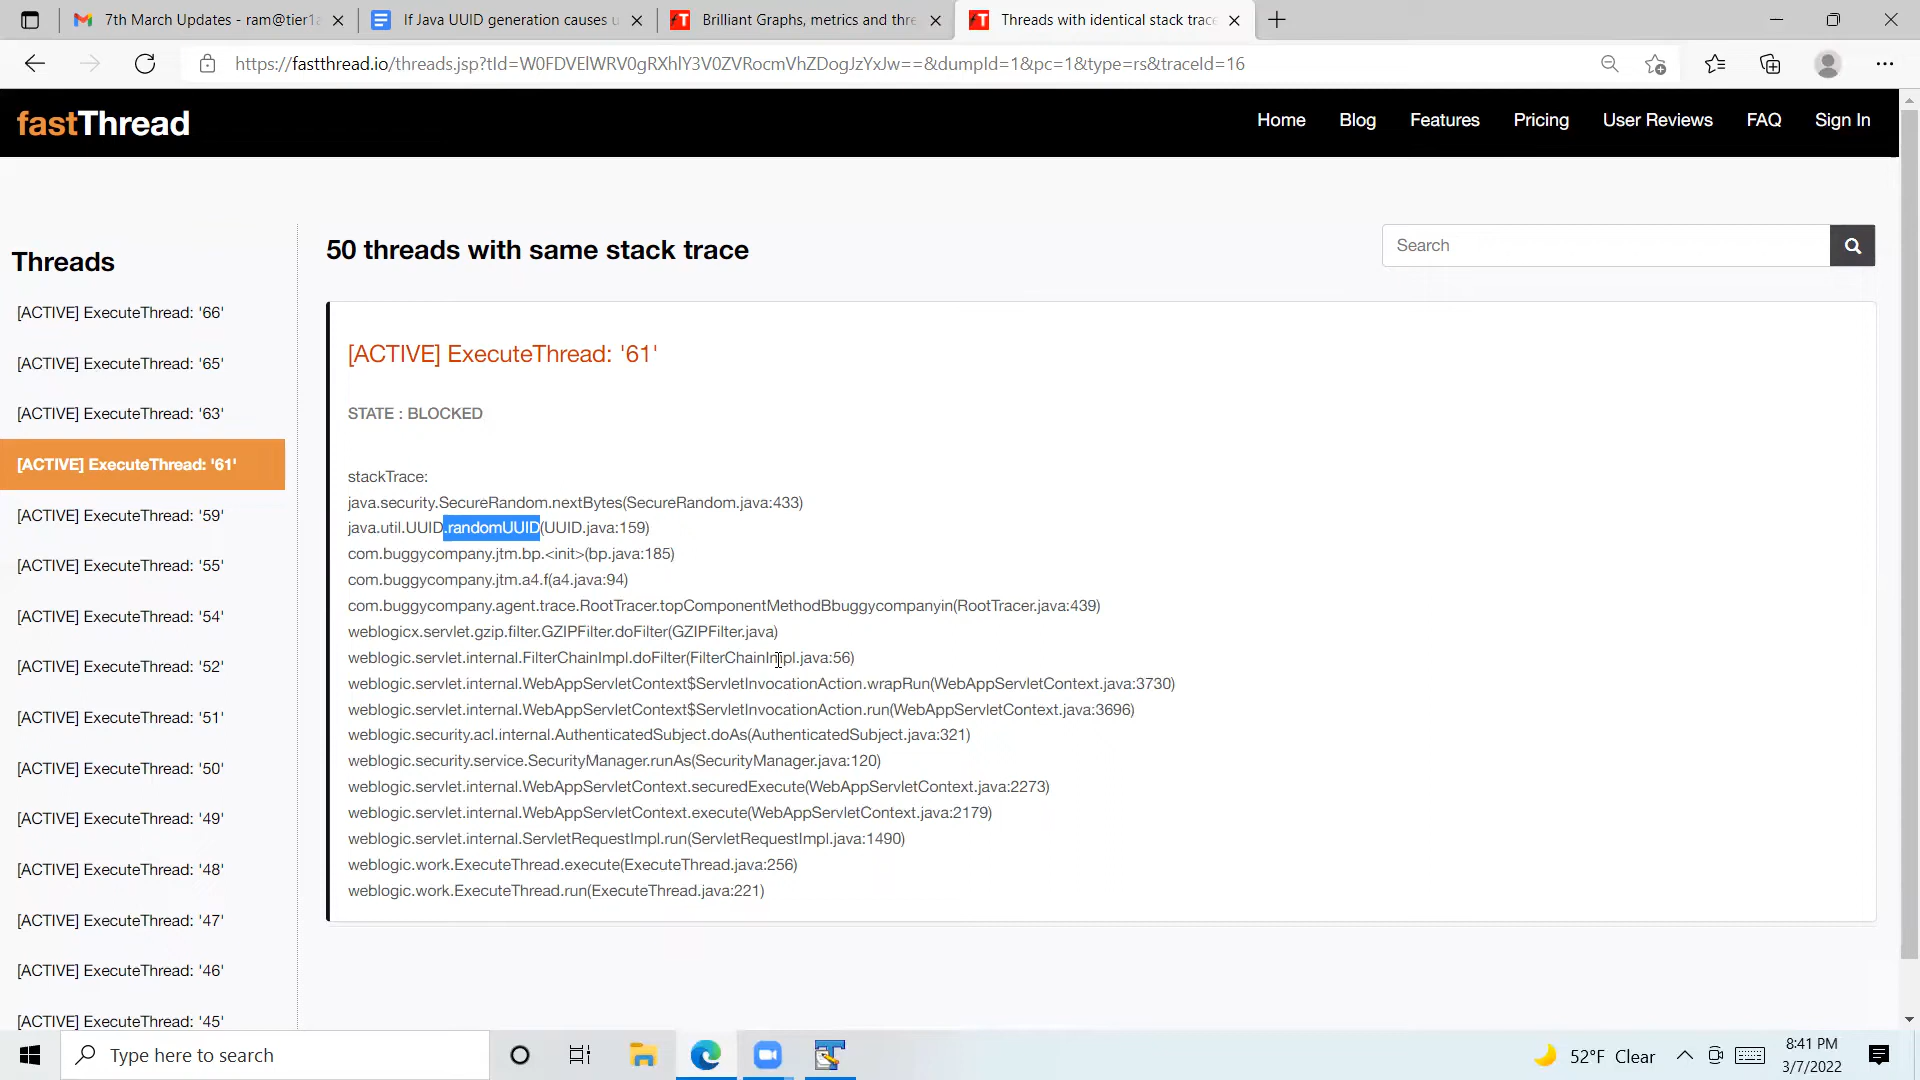 7th March Updates - ram@tier1a
If Java UUID generation causes u
Brilliant Graphs, metrics and thre
Threads with identical stack trace
https://fastthread.io/threads.jsp?tId=W0FDVElWRV0gRXhlY3V0ZVRocmVhZDogJzYxJw==&dumpId=1&pc=1&type=rs&traceId=16
fastThread
Home
Blog
Features
Pricing
User Reviews
FAQ
Sign In
Threads
[ACTIVE] ExecuteThread: '66'
[ACTIVE] ExecuteThread: '65'
[ACTIVE] ExecuteThread: '63'
[ACTIVE] ExecuteThread: '61'
[ACTIVE] ExecuteThread: '59'
[ACTIVE] ExecuteThread: '55'
[ACTIVE] ExecuteThread: '54'
[ACTIVE] ExecuteThread: '52'
[ACTIVE] ExecuteThread: '51'
[ACTIVE] ExecuteThread: '50'
[ACTIVE] ExecuteThread: '49'
[ACTIVE] ExecuteThread: '48'
[ACTIVE] ExecuteThread: '47'
[ACTIVE] ExecuteThread: '46'
[ACTIVE] ExecuteThread: '45'
50 threads with same stack trace
Search
[ACTIVE] ExecuteThread: '61'
STATE : BLOCKED
stackTrace:
java.security.SecureRandom.nextBytes(SecureRandom.java:433)
java.util.UUID.randomUUID(UUID.java:159)
com.buggycompany.jtm.bp.<init>(bp.java:185)
com.buggycompany.jtm.a4.f(a4.java:94)
com.buggycompany.agent.trace.RootTracer.topComponentMethodBbuggycompanyin(RootTracer.java:439)
weblogicx.servlet.gzip.filter.GZIPFilter.doFilter(GZIPFilter.java)
weblogic.servlet.internal.FilterChainImpl.doFilter(FilterChainImpl.java:56)
weblogic.servlet.internal.WebAppServletContext$ServletInvocationAction.wrapRun(WebAppServletContext.java:3730)
weblogic.servlet.internal.WebAppServletContext$ServletInvocationAction.run(WebAppServletContext.java:3696)
weblogic.security.acl.internal.AuthenticatedSubject.doAs(AuthenticatedSubject.java:321)
weblogic.security.service.SecurityManager.runAs(SecurityManager.java:120)
weblogic.servlet.internal.WebAppServletContext.securedExecute(WebAppServletContext.java:2273)
weblogic.servlet.internal.WebAppServletContext.execute(WebAppServletContext.java:2179)
weblogic.servlet.internal.ServletRequestImpl.run(ServletRequestImpl.java:1490)
weblogic.work.ExecuteThread.execute(ExecuteThread.java:256)
weblogic.work.ExecuteThread.run(ExecuteThread.java:221)
Type here to search
52°F Clear
8:41 PM
3/7/2022